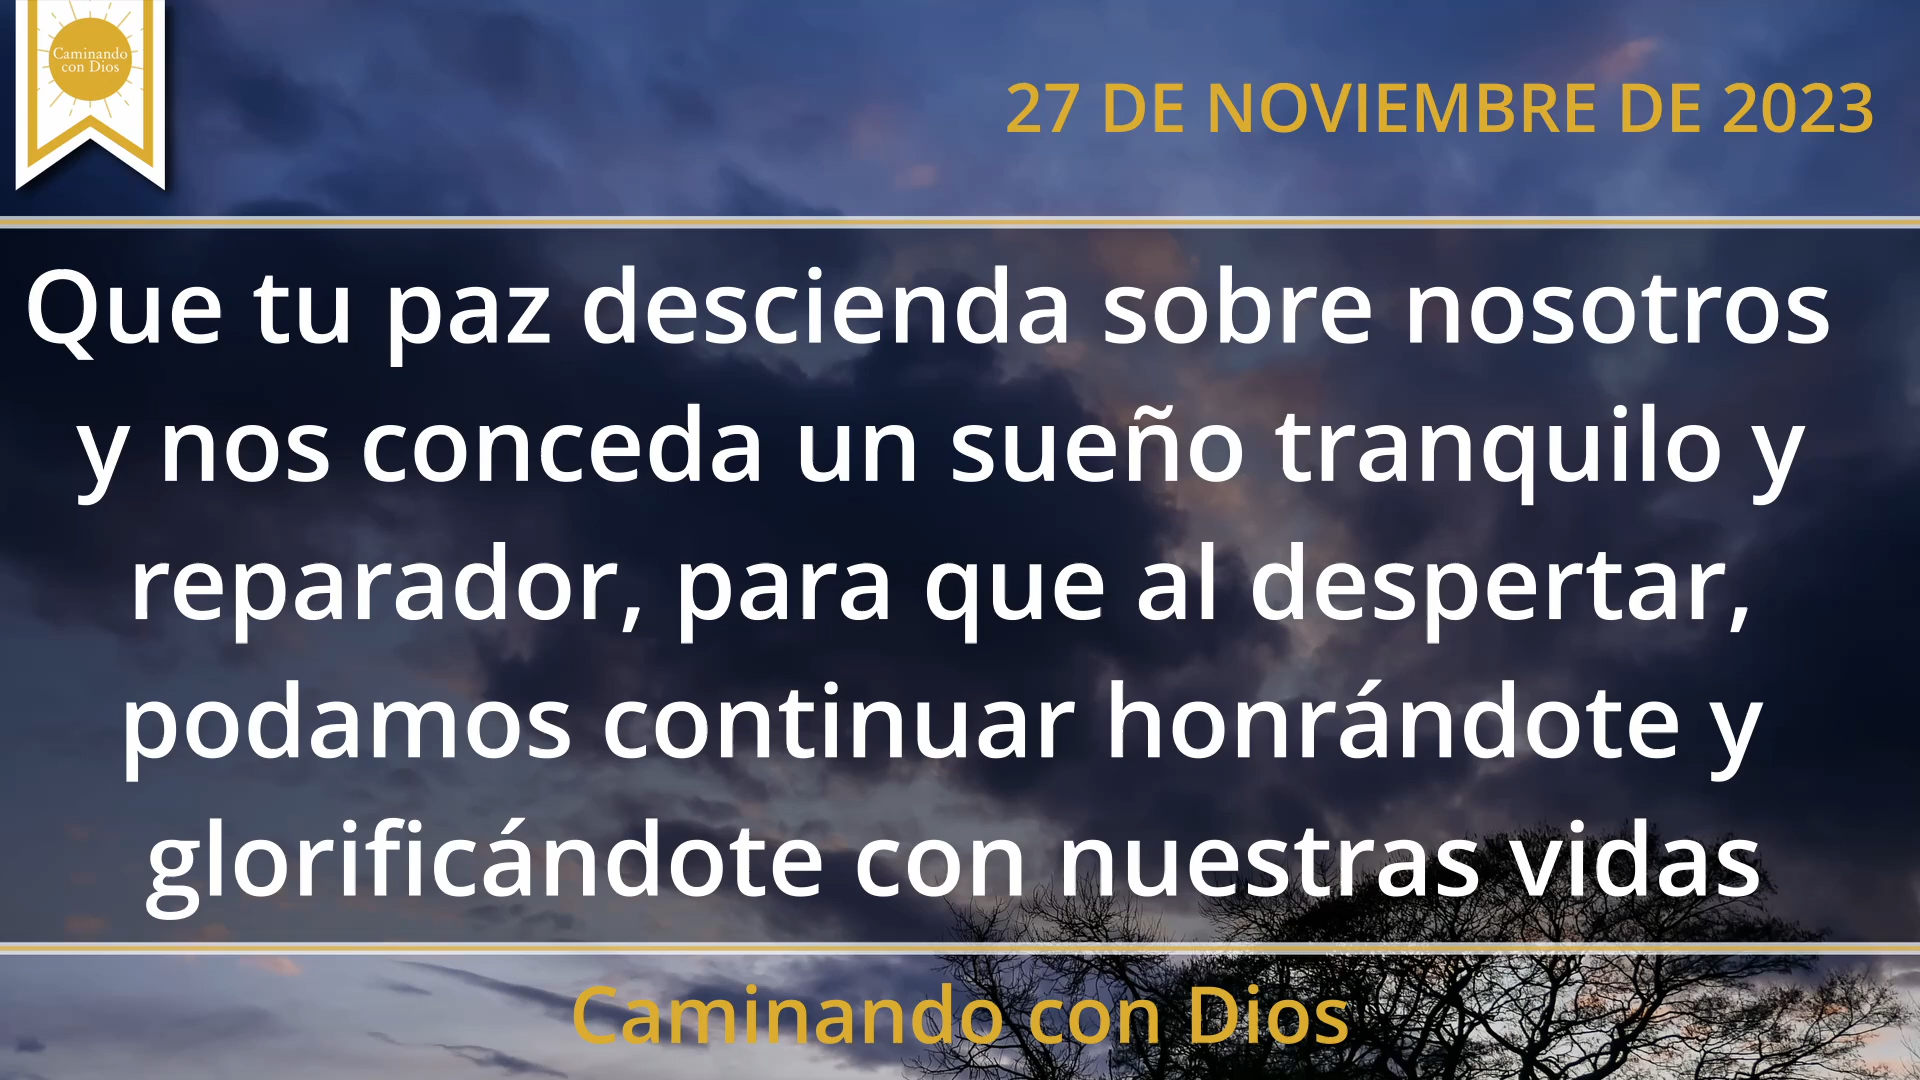 Caminando
con Dios
27 DE NOVIEMBRE DE 2023
Que tu paz descienda sobre nosotros
y nos conceda un sueño tranquilo y
reparador, para que al despertar,
podamos continuar honrándote y
glorificándote con nuestras vidas
Caminando con Dios